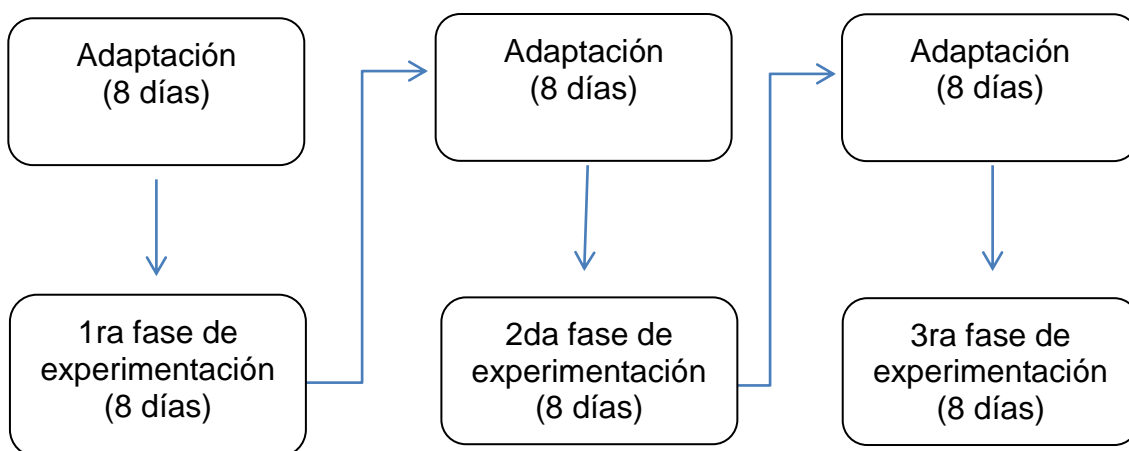 Adaptación
(8 días)
1ra fase de
experimentación
(8 días)
Adaptación
(8 días)
2da fase de
experimentación
(8 días)
Adaptación
(8 días)
3ra fase de
experimentación
(8 días)